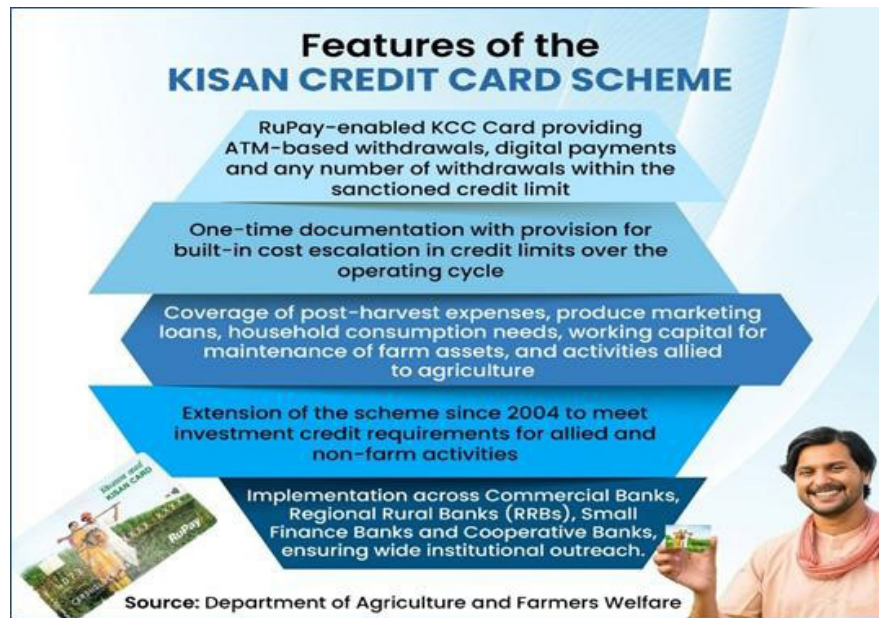 Features of the
KISAN CREDIT CARD SCHEME
RuPay-enabled KCC Card providing
ATM-based withdrawals, digital payments
and any number of withdrawals within the
sanctioned credit limit
One-time documentation with provision for
built-in cost escalation in credit limits over the
operating cycle
Coverage of post-harvest expenses, produce marketing
loans, household consumption needs, working capital for
maintenance of farm assets, and activities allied
to agriculture
Extension of the scheme since 2004 to meet
investment credit requirements for allied and
non-farm activities
Implementation across Commercial Banks,
Regional Rural Banks (RRBs), Small
Finance Banks and Cooperative Banks,
ensuring wide institutional outreach.
KISAN CARD
RuPay
Source: Department of Agriculture and Farmers Welfare